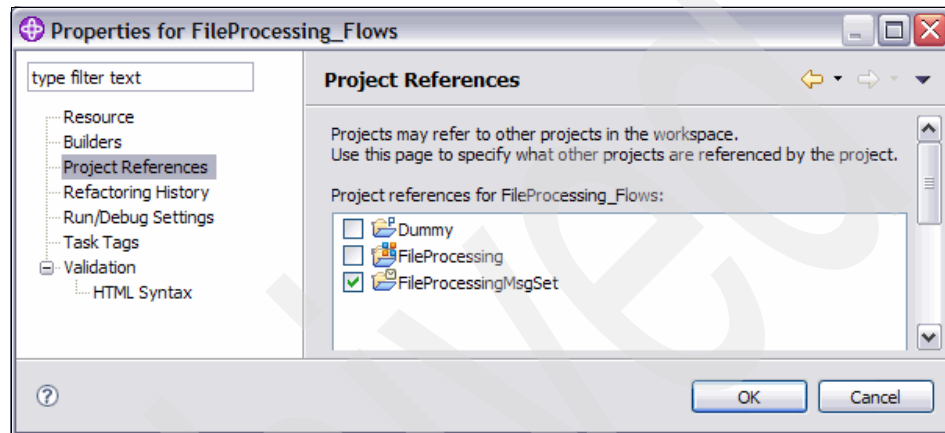 Properties for FileProcessing_Flows
type filter text
Resource
Builders
Project References
Refactoring History
Run/Debug Settings
Task Tags
Validation
HTML Syntax
Project References
Projects may refer to other projects in the workspace.
Use this page to specify what other projects are referenced by the project.
Project references for FileProcessing_Flows:
Dummy
FileProcessing
FileProcessingMsgSet
OK
Cancel